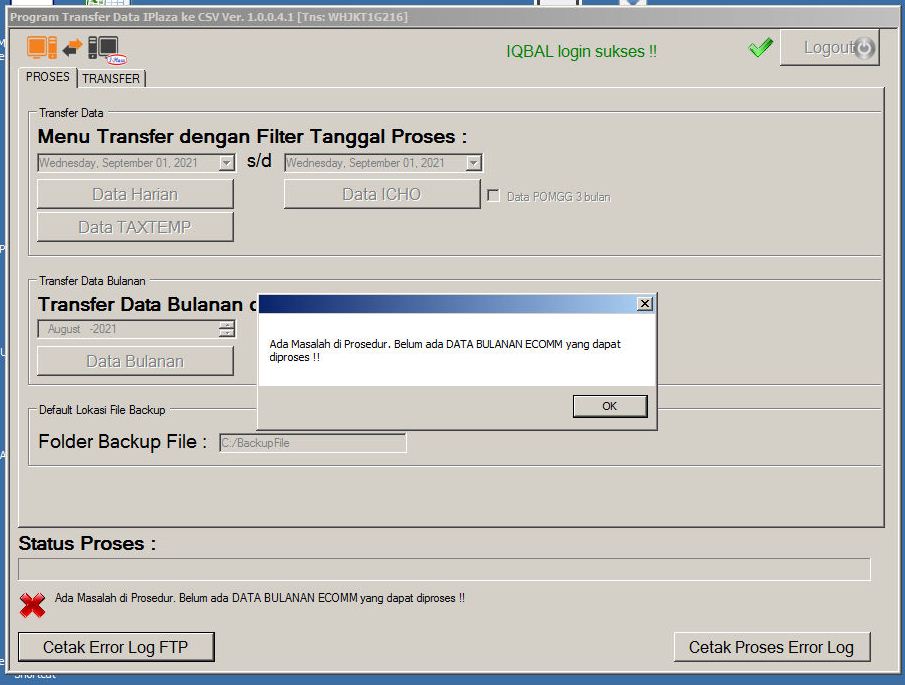 Program Transfer Data IPlaza ke CSV Ver. 1.0.0.4.1 [Tns: WHJKT1G216]
IQBAL login sukses !!
Logout
PROSES
TRANSFER
Transfer Data
Menu Transfer dengan Filter Tanggal Proses :
Wednesday, September 01, 2021
s/d
Wednesday, September 01, 2021
Data Harian
Data ICHO
Data POMGG 3 bulan
Data TAXTEMP
Transfer Data Bulanan
Transfer Data Bulanan
August -2021
Data Bulanan
Ada Masalah di Prosedur. Belum ada DATA BULANAN ECOMM yang dapat
diproses !!
OK
Default Lokasi File Backup
Folder Backup File :
C:/BackupFile
Status Proses :
Ada Masalah di Prosedur. Belum ada DATA BULANAN ECOMM yang dapat diproses !!
Cetak Error Log FTP
Cetak Proses Error Log